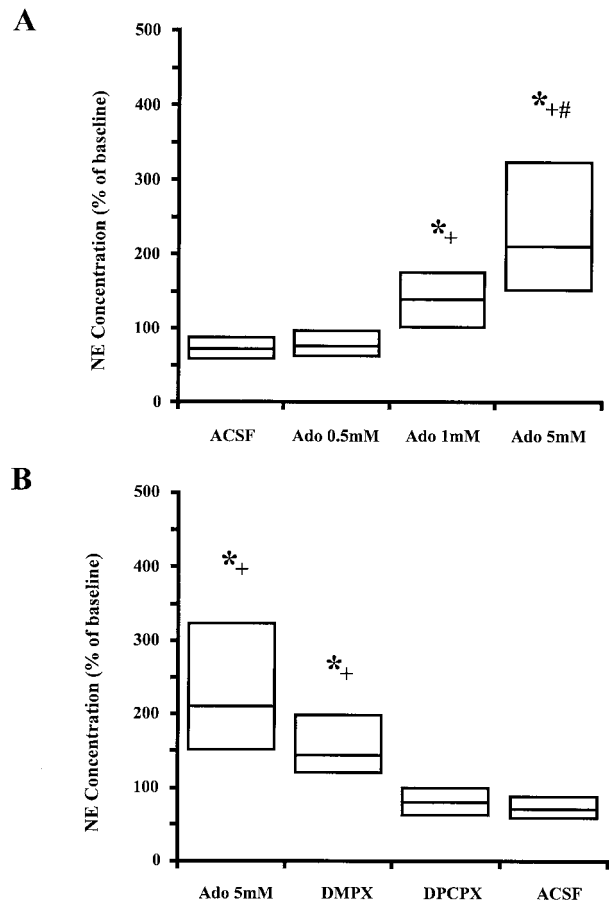 A
500
400
300
200
100
0
NE Concentration (% of baseline)
*+
*+#
ACSF
Ado 0.5mM
Ado 1mM
Ado 5mM
B
500
400
300
200
100
0
NE Concentration (% of baseline)
*+
*+
Ado 5mM
DMPX
DPCPX
ACSF